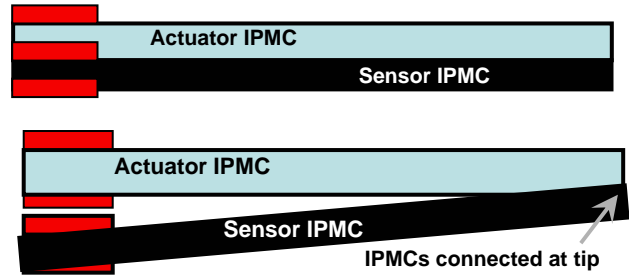 Actuator IPMC
Sensor IPMC
Actuator IPMC
Sensor IPMC
IPMCs connected at tip